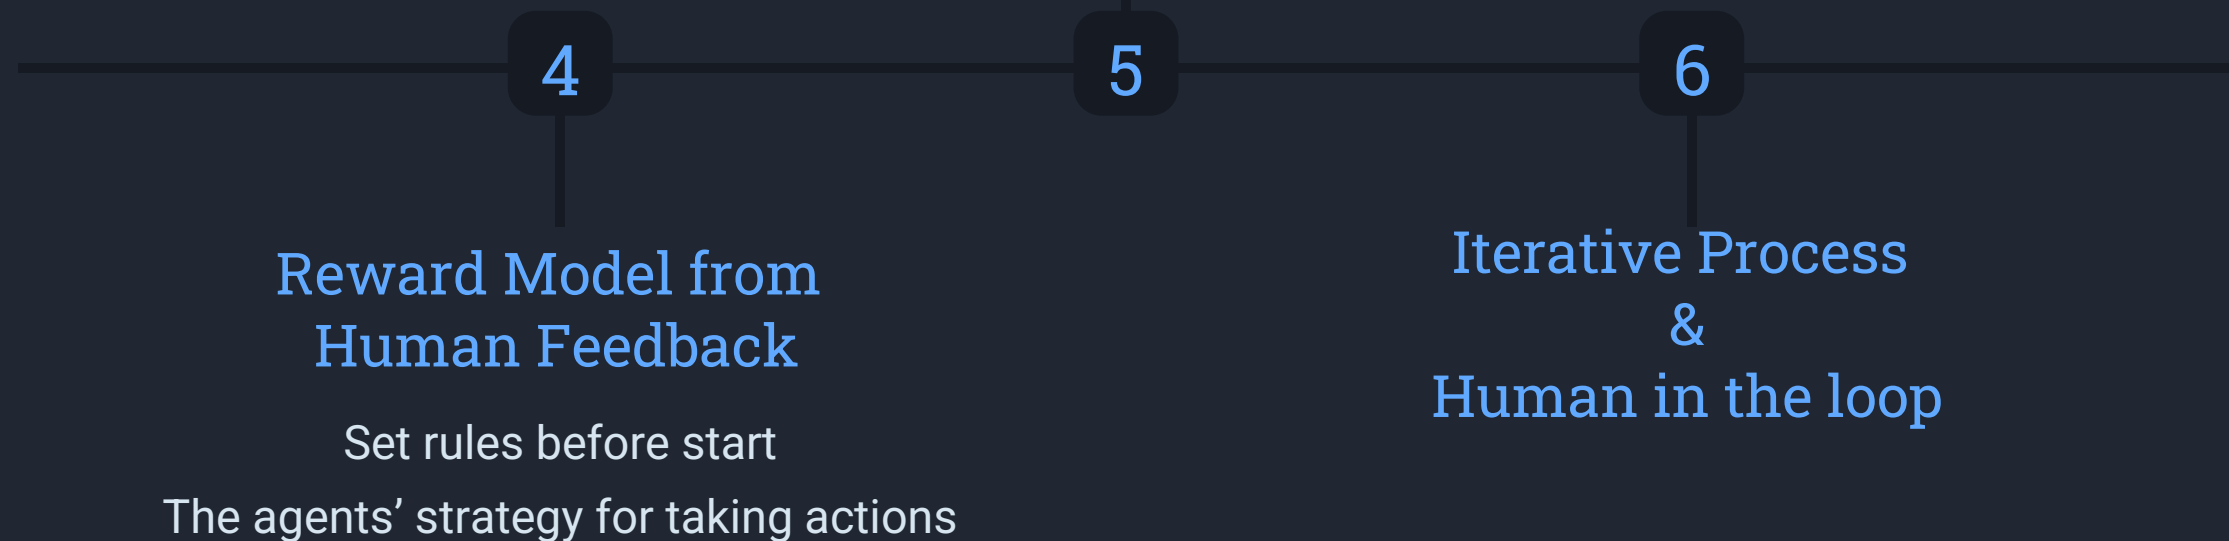 4
5
6
Reward Model from
Human Feedback
Set rules before start
The agents’ strategy for taking actions
Iterative Process
&
Human in the loop